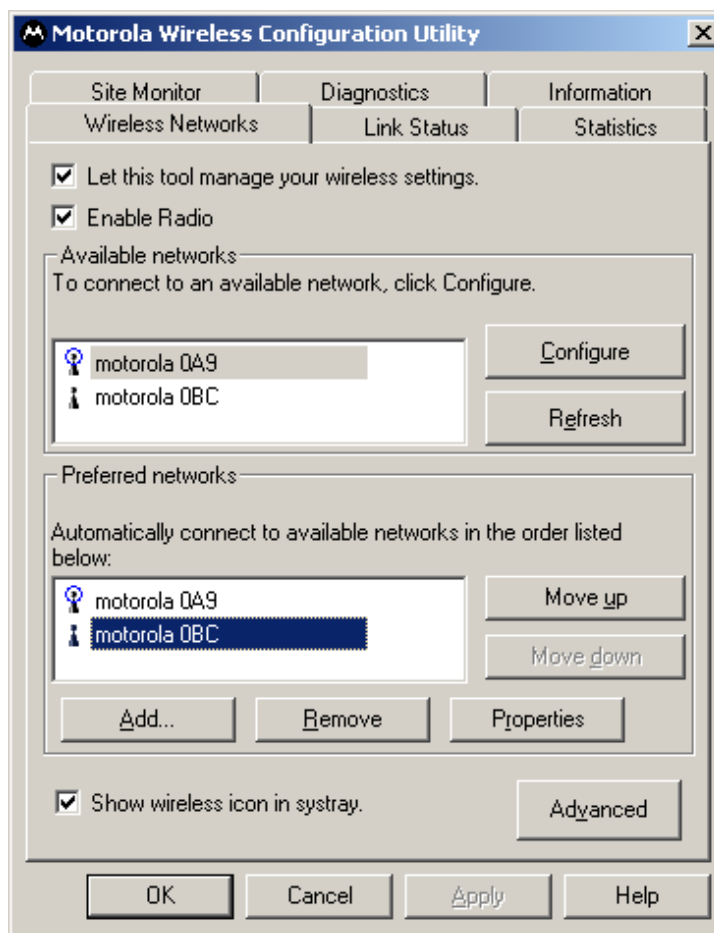 Motorola Wireless Configuration Utility
Site Monitor
Diagnostics
Information
Wireless Networks
Link Status
Statistics
Let this tool manage your wireless settings.
Enable Radio
Available networks
To connect to an available network, click Configure.
motorola 0A9
motorola 0BC
Configure
Refresh
Preferred networks
Automatically connect to available networks in the order listed
below:
motorola 0A9
motorola 0BC
Move up
Move down
Add...
Remove
Properties
Show wireless icon in systray.
Advanced
OK
Cancel
Apply
Help